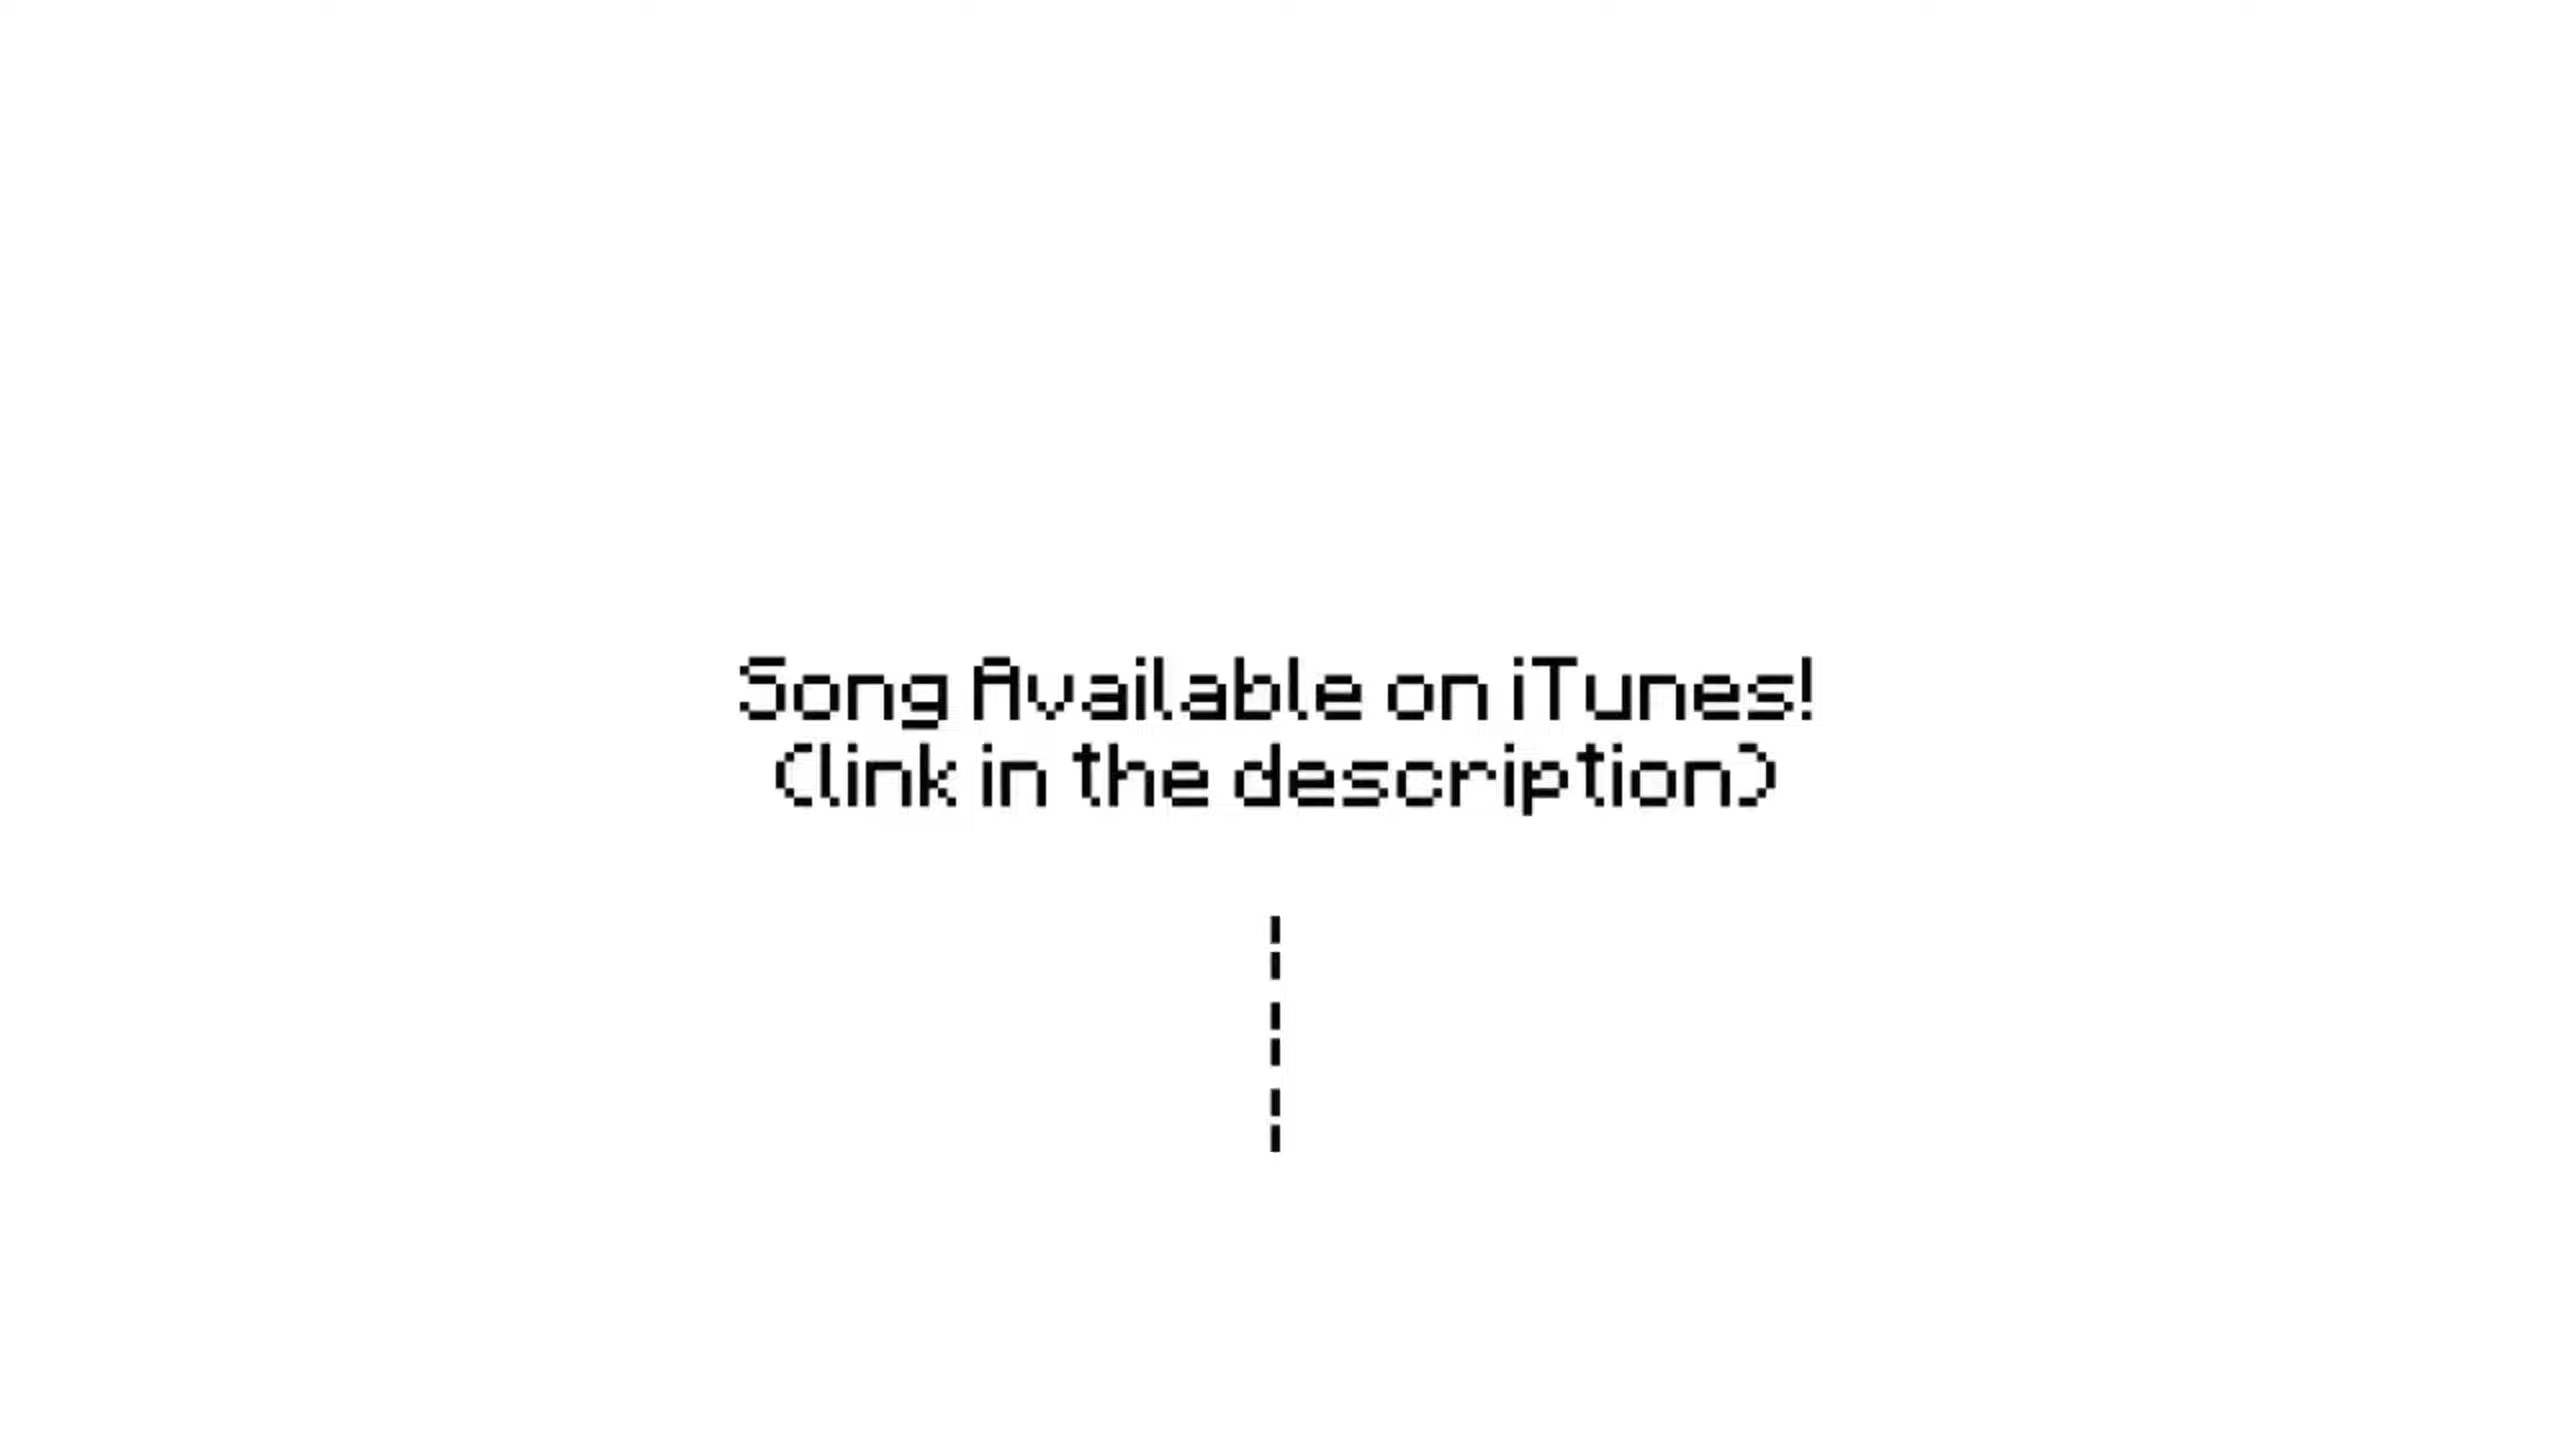 Song Available on iTunes!
(link in the description)
¦
¦
¦